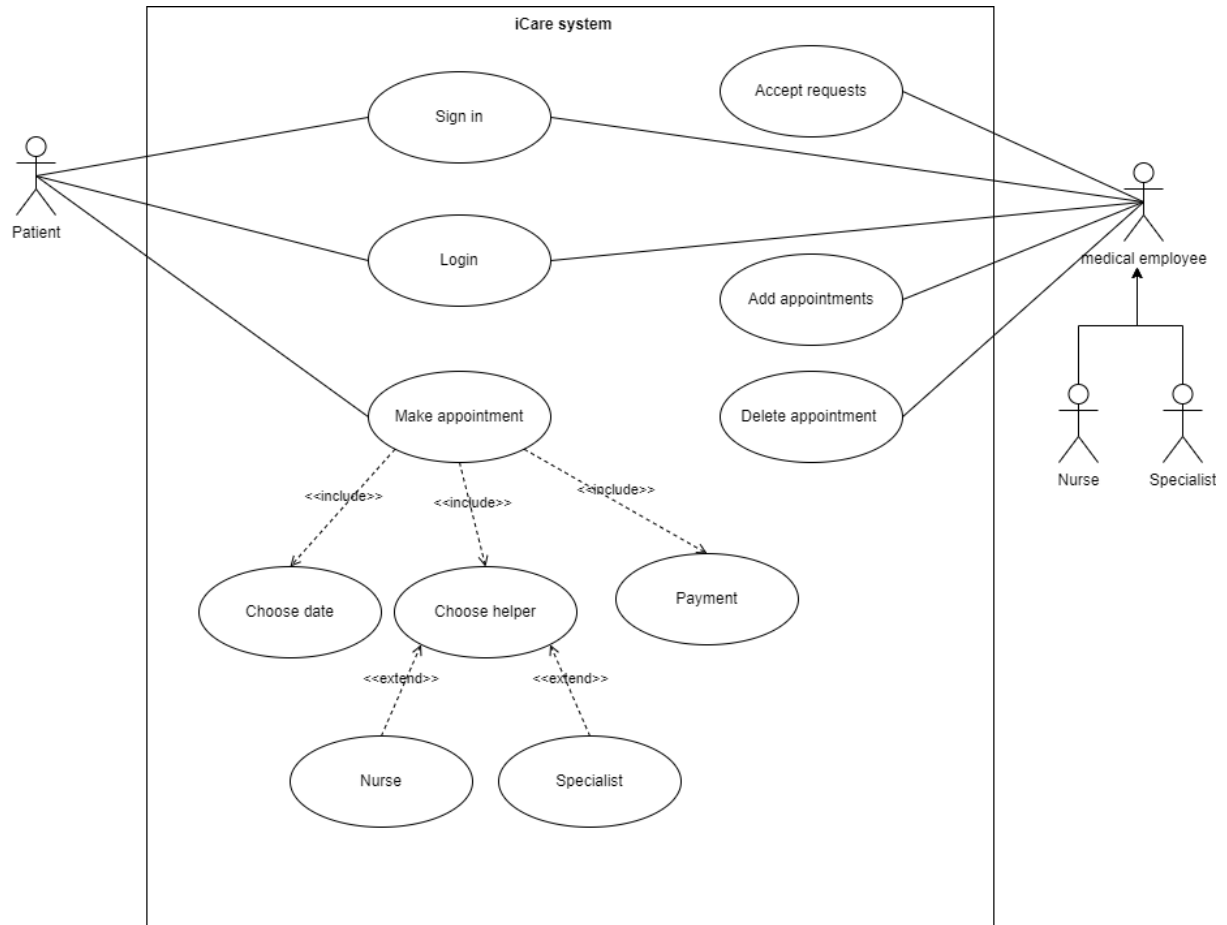 iCare system
Sign in
Accept requests
Patient
Login
medical employee
Add appointments
Make appointment
Delete appointment
Nurse
Specialist
<<include>>
<<include>>
<<include>>
Choose date
Choose helper
Payment
<<extend>>
<<extend>>
Nurse
Specialist